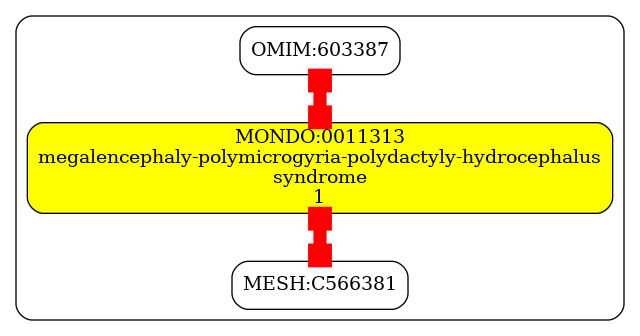 OMIM:603387
MONDO:0011313
megalencephaly-polymicrogyria-polydactyly-hydrocephalus
syndrome
1
MESH:C566381